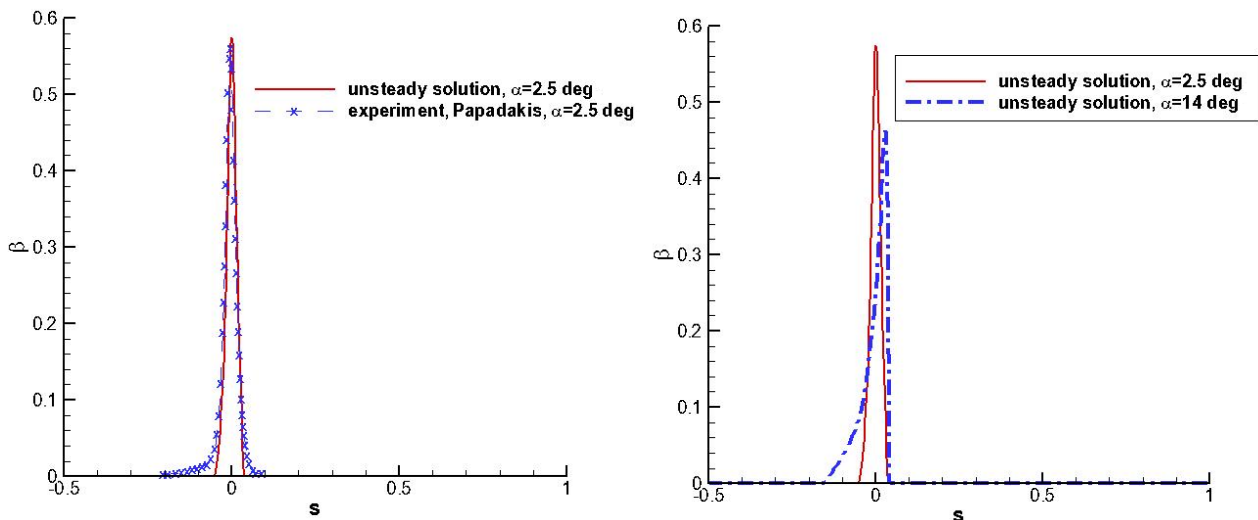 0.6
0.5
0.4
0.3
0.2
0.1
0
β
-0.5
0
0.5
1
s
unsteady solution, α=2.5 deg
experiment, Papadakis, α=2.5 deg
0.6
0.5
0.4
0.3
0.2
0.1
0
β
-0.5
0
0.5
1
s
unsteady solution, α=2.5 deg
unsteady solution, α=14 deg